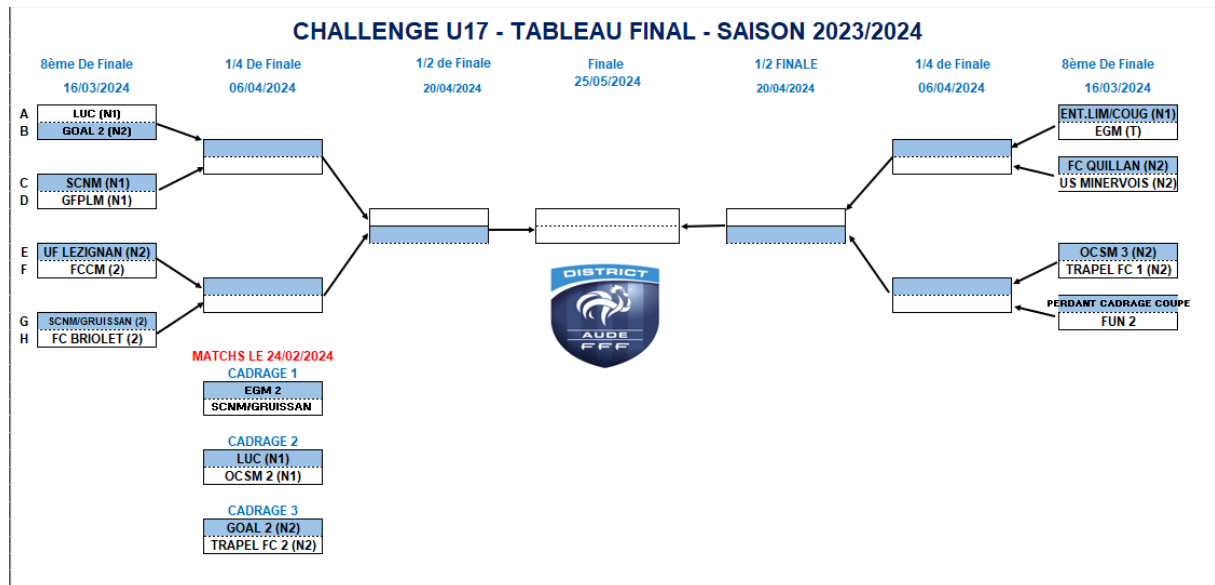 CHALLENGE U17 - TABLEAU FINAL - SAISON 2023/2024
8ème De Finale
1/4 De Finale
1/2 de Finale
Finale
1/2 FINALE
1/4 de Finale
8ème De Finale
16/03/2024
06/04/2024
20/04/2024
25/05/2024
20/04/2024
06/04/2024
16/03/2024
A LUC (N1)
B GOAL 2 (N2)
C SCNM (N1)
D GFPLM (N1)
E UF LEZIGNAN (N2)
F FCCM (2)
G SCNM/GRUISSAN (2)
H FC BRIOLET (2)
ENT.LIM/COUG (N1)
EGM (T)
FC QUILLAN (N2)
US MINERVOIS (N2)
OCSM 3 (N2)
TRAPEL FC 1 (N2)
PERDANT CADRAGE COUPE
FUN 2
DISTRICT
AUDE
FFF
MATCHS LE 24/02/2024
CADRAGE 1
EGM 2
SCNM/GRUISSAN
CADRAGE 2
LUC (N1)
OCSM 2 (N1)
CADRAGE 3
GOAL 2 (N2)
TRAPEL FC 2 (N2)